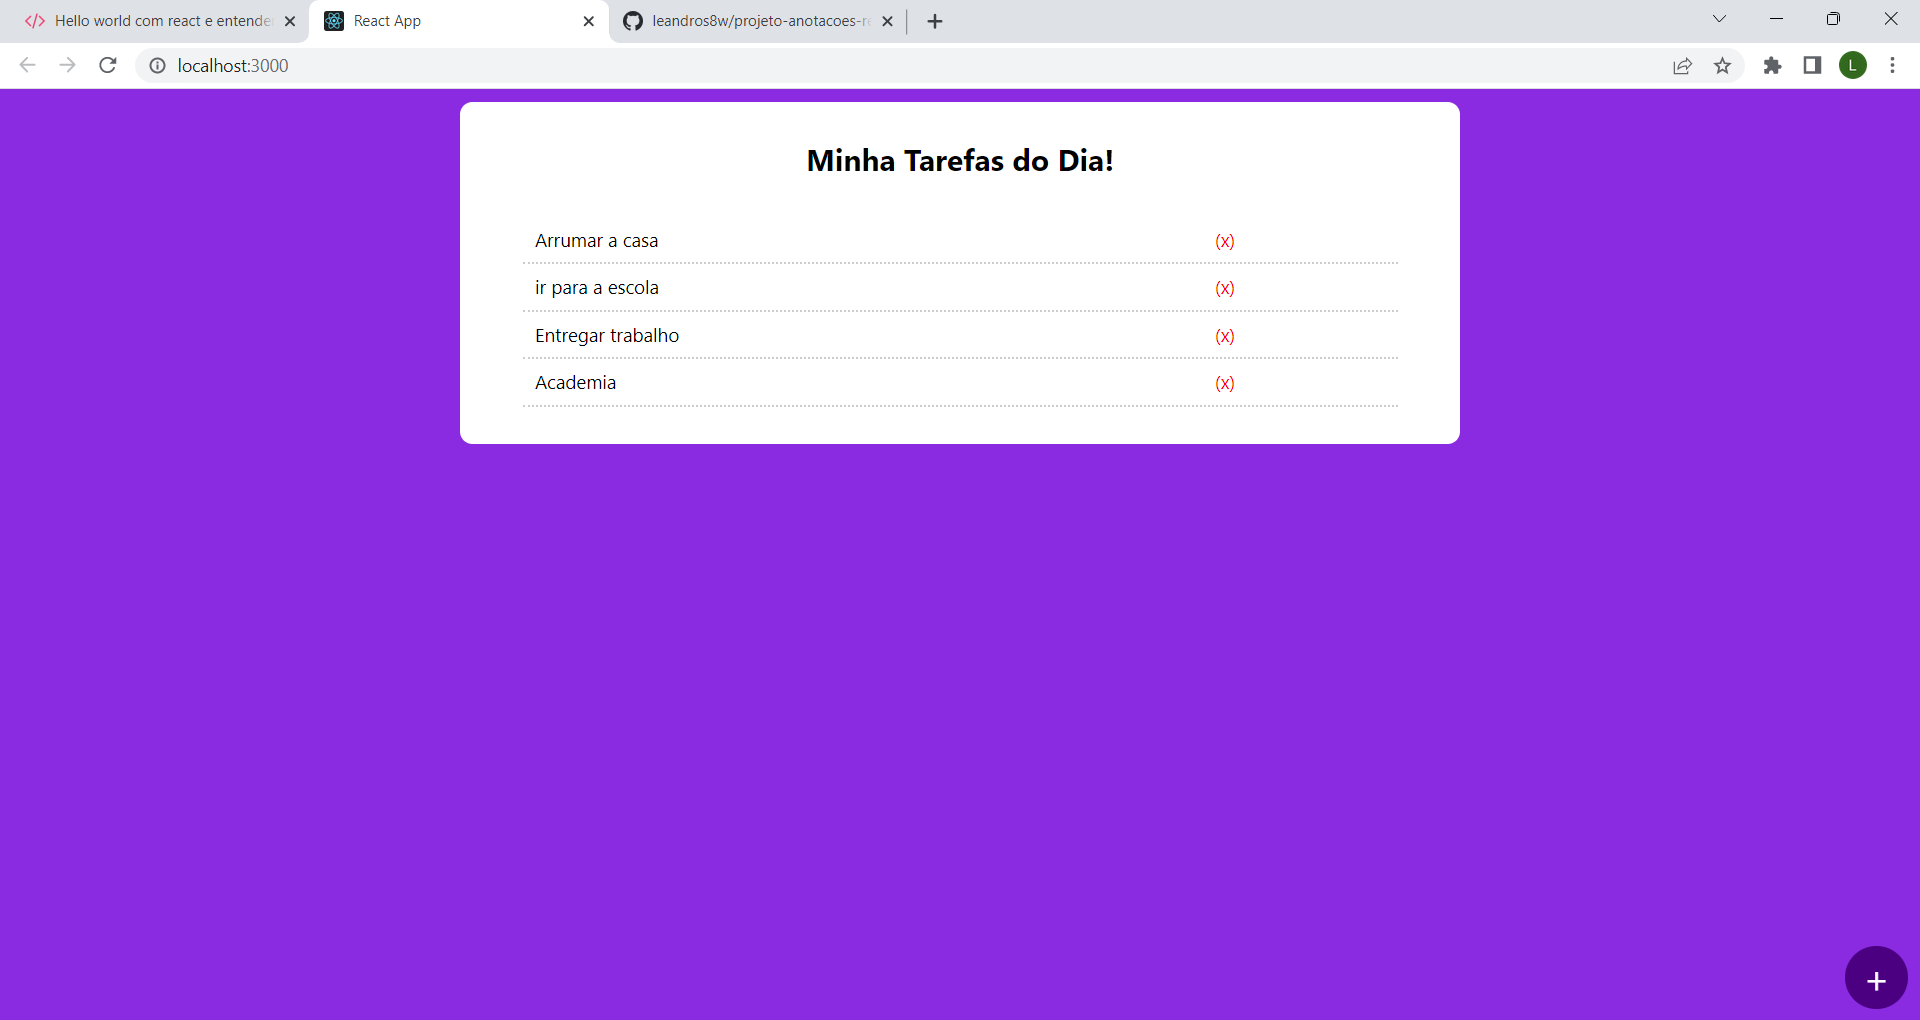 Hello world com react e entende
React App
leandros8w/projeto-anotacoes-re
localhost:3000
L
Minha Tarefas do Dia!
Arrumar a casa (x)
ir para a escola (x)
Entregar trabalho (x)
Academia (x)
+